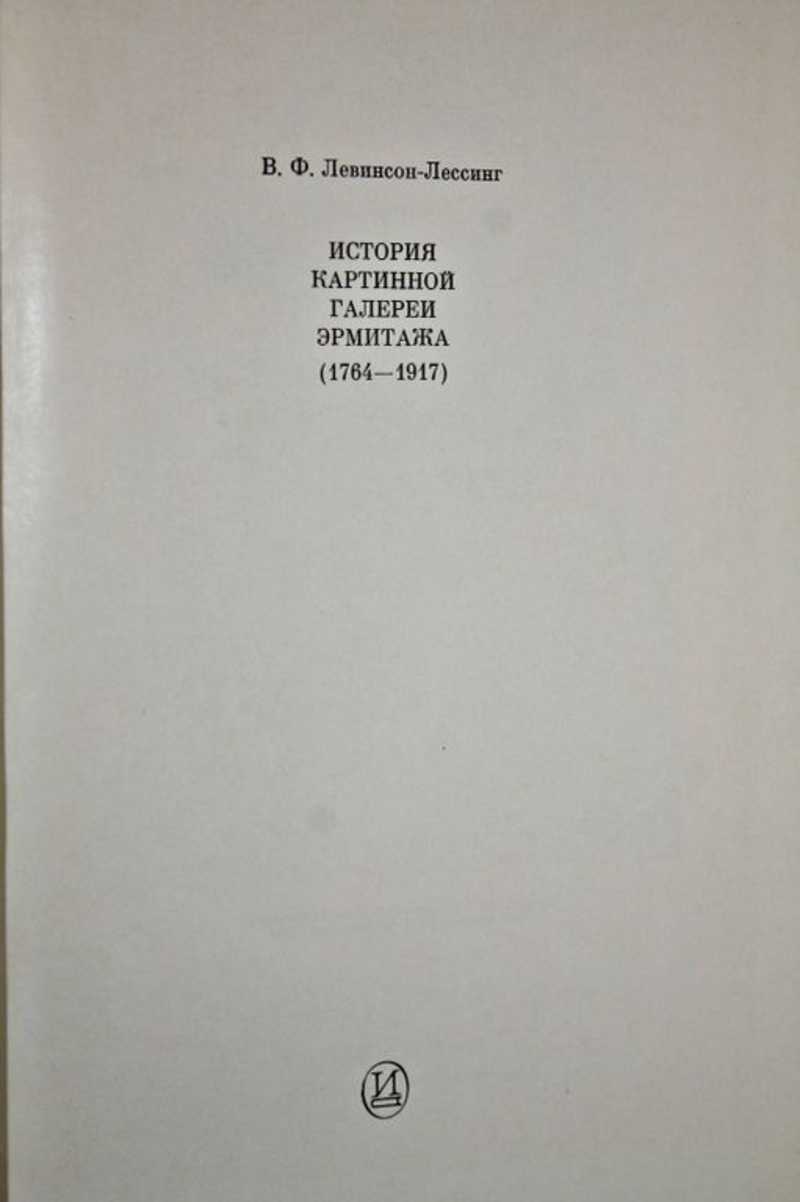 В. Ф. Левинсон-Лессинг
ИСТОРИЯ
КАРТИННОЙ
ГАЛЕРЕИ
ЭРМИТАЖА
(1764—1917)
И